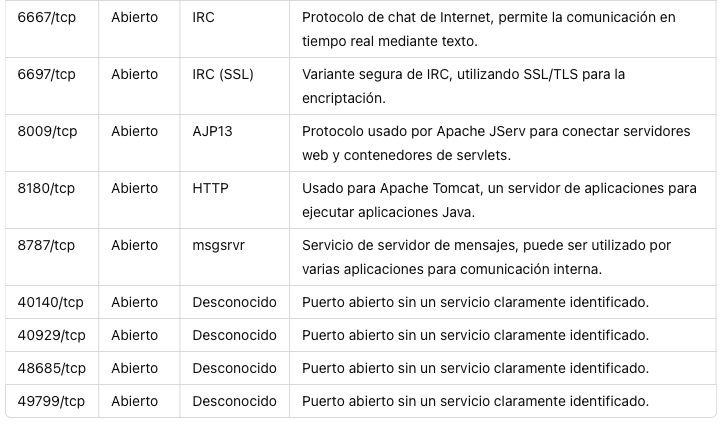 6667/tcp Abierto IRC Protocolo de chat de Internet, permite la comunicación en
tiempo real mediante texto.
6697/tcp Abierto IRC (SSL) Variante segura de IRC, utilizando SSL/TLS para la
encriptación.
8009/tcp Abierto AJP13 Protocolo usado por Apache JServ para conectar servidores
web y contenedores de servlets.
8180/tcp Abierto HTTP Usado para Apache Tomcat, un servidor de aplicaciones para
ejecutar aplicaciones Java.
8787/tcp Abierto msgsrvr Servicio de servidor de mensajes, puede ser utilizado por
varias aplicaciones para comunicación interna.
40140/tcp Abierto Desconocido Puerto abierto sin un servicio claramente identificado.
40929/tcp Abierto Desconocido Puerto abierto sin un servicio claramente identificado.
48685/tcp Abierto Desconocido Puerto abierto sin un servicio claramente identificado.
49799/tcp Abierto Desconocido Puerto abierto sin un servicio claramente identificado.